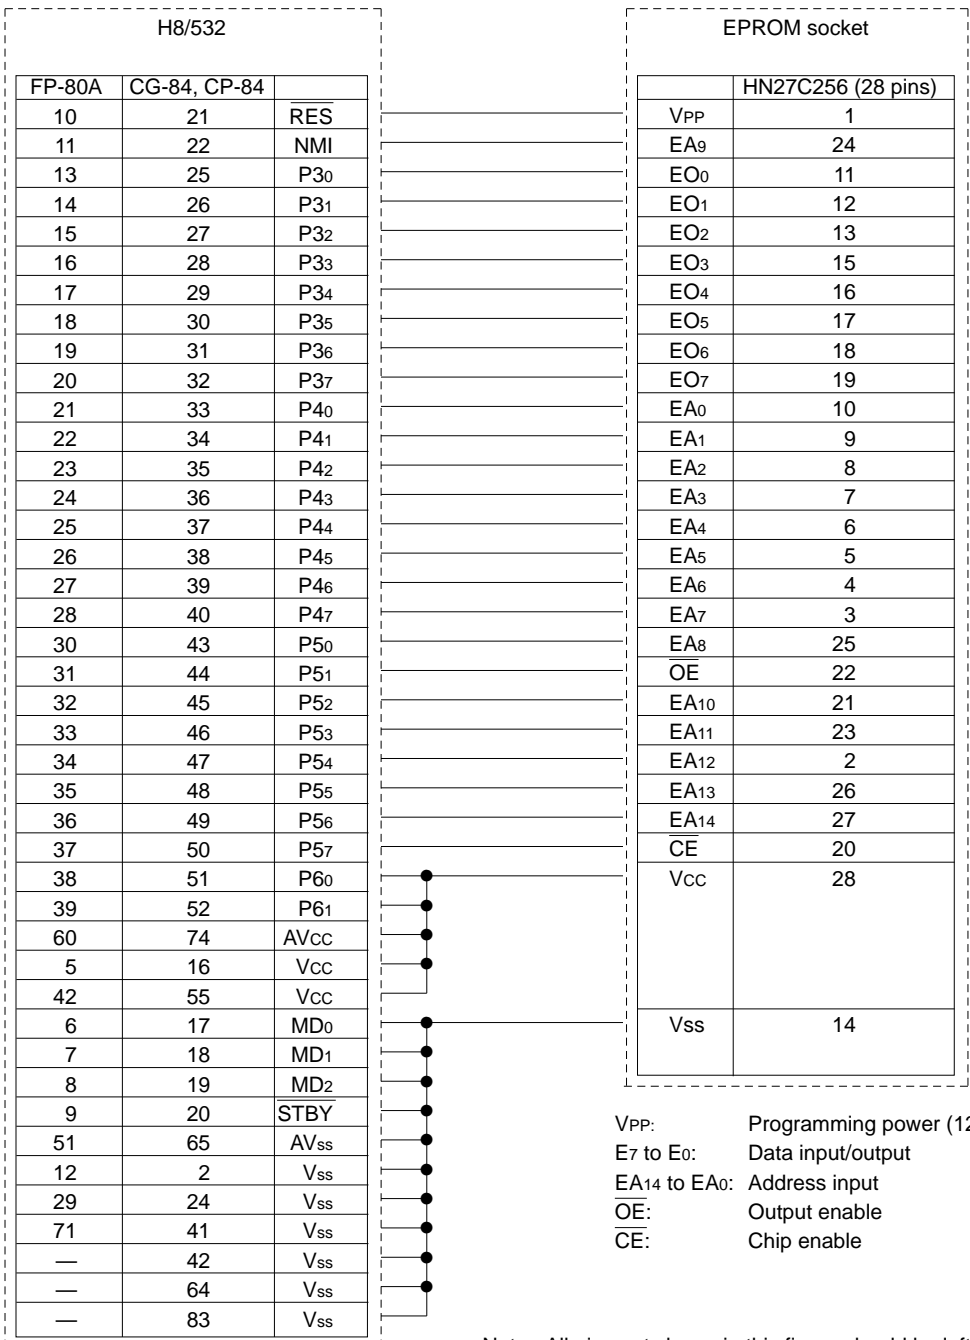 H8/532
EPROM socket
FP-80A CG-84, CP-84
HN27C256 (28 pins)
10 21 RES VPP 1
11 22 NMI EA9 24
13 25 P30 EO0 11
14 26 P31 EO1 12
15 27 P32 EO2 13
16 28 P33 EO3 15
17 29 P34 EO4 16
18 30 P35 EO5 17
19 31 P36 EO6 18
20 32 P37 EO7 19
21 33 P40 EA0 10
22 34 P41 EA1 9
23 35 P42 EA2 8
24 36 P43 EA3 7
25 37 P44 EA4 6
26 38 P45 EA5 5
27 39 P46 EA6 4
28 40 P47 EA7 3
30 43 P50 EA8 25
31 44 P51 OE 22
32 45 P52 EA10 21
33 46 P53 EA11 23
34 47 P54 EA12 2
35 48 P55 EA13 26
36 49 P56 EA14 27
37 50 P57 CE 20
38 51 P60 VCC 28
39 52 P61
60 74 AVCC
5 16 VCC
42 55 VCC
6 17 MD0 VSS 14
7 18 MD1
8 19 MD2
9 20 STBY
51 65 AVss
12 2 Vss
29 24 Vss
71 41 Vss
— 42 Vss
— 64 Vss
— 83 Vss
VPP: Programming power (12
E7 to E0: Data input/output
EA14 to EA0: Address input
OE: Output enable
CE: Chip enable